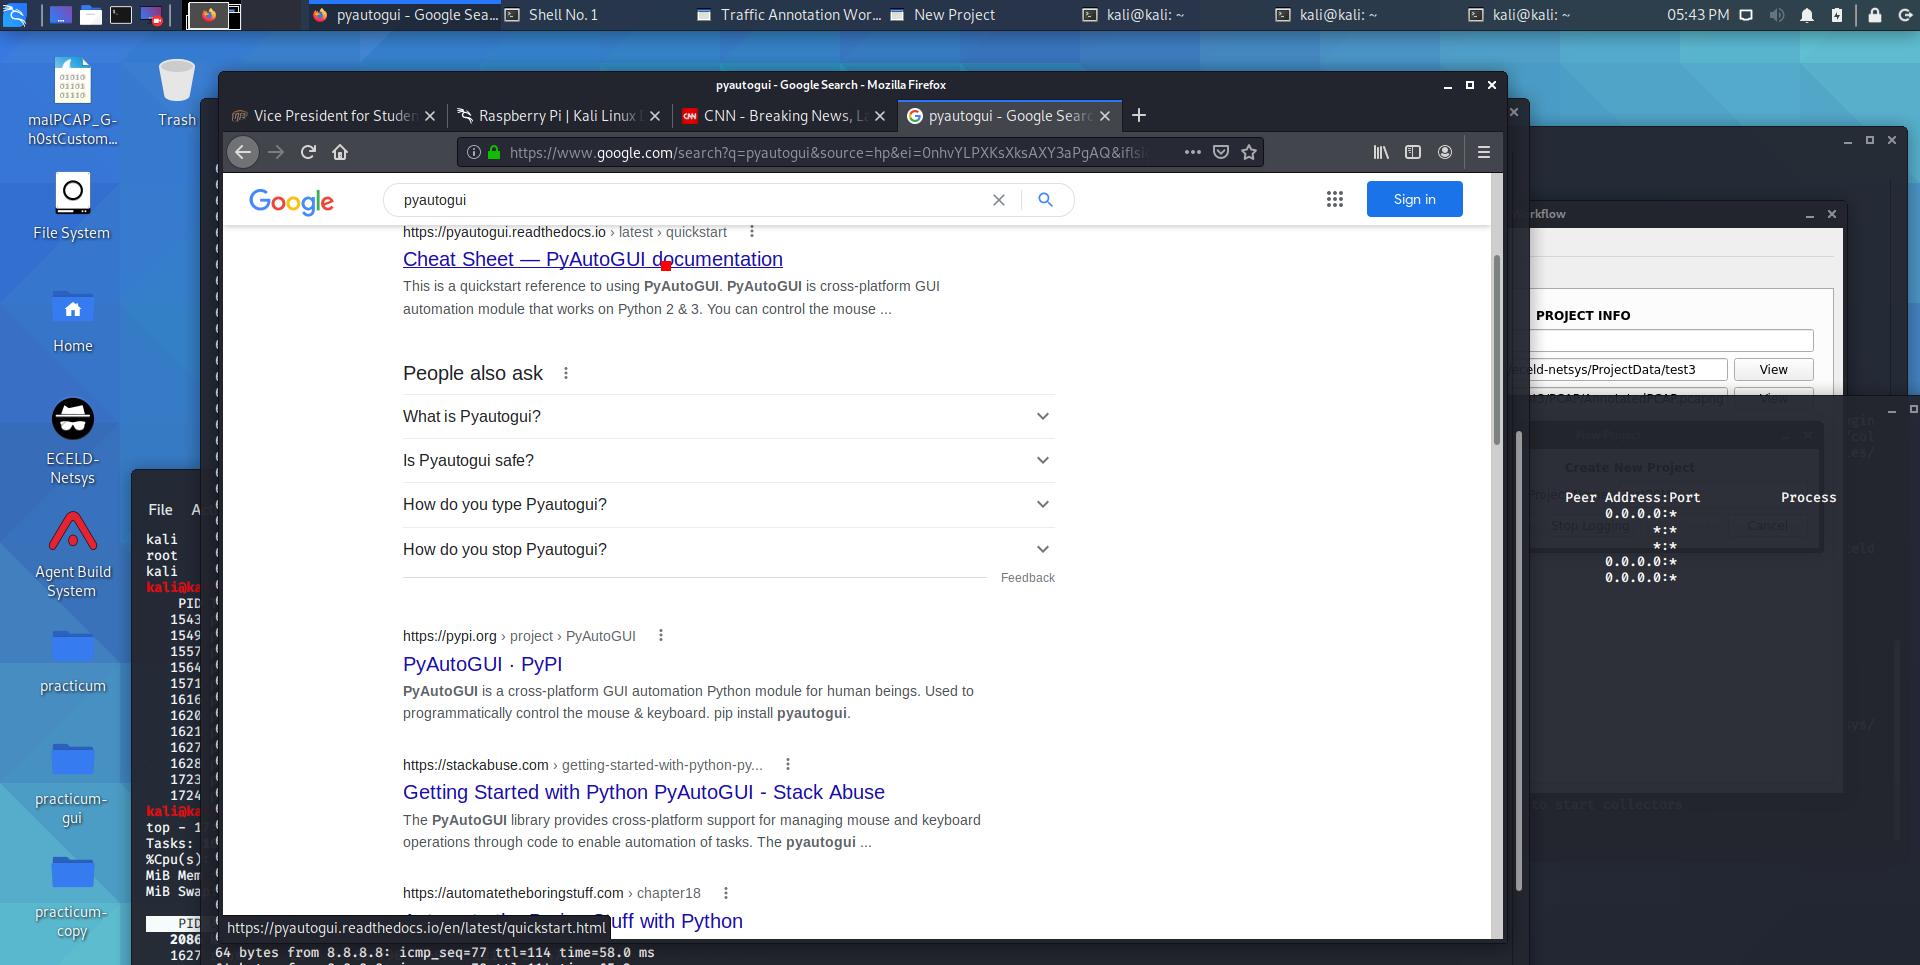 pyautogui - Google Sea...
Shell No. 1
Traffic Annotation Wor...
New Project
kali@kali: ~
kali@kali: ~
kali@kali: ~
05:43 PM
malPCAP_G-
h0stCustom...
Trash
File System
Home
ECELD-
Netsys
Agent Build
System
practicum
practicum-
gui
practicum-
copy
pyautogui - Google Search - Mozilla Firefox
Vice President for Studen
Raspberry Pi | Kali Linux
CNN - Breaking News, La
pyautogui - Google Searc
https://www.google.com/search?q=pyautogui&source=hp&ei=0nhvYLPXKsXksAXY3aPgAQ&iflsi
Google
pyautogui
Sign in
https://pyautogui.readthedocs.io › latest › quickstart
Cheat Sheet — PyAutoGUI documentation
This is a quickstart reference to using PyAutoGUI. PyAutoGUI is cross-platform GUI
automation module that works on Python 2 & 3. You can control the mouse ...
People also ask
What is Pyautogui?
Is Pyautogui safe?
How do you type Pyautogui?
How do you stop Pyautogui?
Feedback
https://pypi.org › project › PyAutoGUI
PyAutoGUI · PyPI
PyAutoGUI is a cross-platform GUI automation Python module for human beings. Used to
programmatically control the mouse & keyboard. pip install pyautogui.
https://stackabuse.com › getting-started-with-python-py...
Getting Started with Python PyAutoGUI - Stack Abuse
The PyAutoGUI library provides cross-platform support for managing mouse and keyboard
operations through code to enable automation of tasks. The pyautogui ...
https://automatetheboringstuff.com › chapter18
Stuff with Python
https://pyautogui.readthedocs.io/en/latest/quickstart.html
64 bytes from 8.8.8.8: icmp_seq=77 ttl=114 time=58.0 ms
File
kali
root
kali
kali@ka
PID
1543
1549
1557
1564
1571
1616
1620
1621
1627
1628
1723
1724
kali@ka
top - 1
Tasks:
%Cpu(s)
MiB Mem
MiB Swa
PID
2086
1627
orkflow
PROJECT INFO
eceld-netsys/ProjectData/test3
View
View
Create New Project
Stop Logging
Cancel
Peer Address:Port Process
0.0.0.0:*
*:*
*:*
0.0.0.0:*
0.0.0.0:*
to start collectors